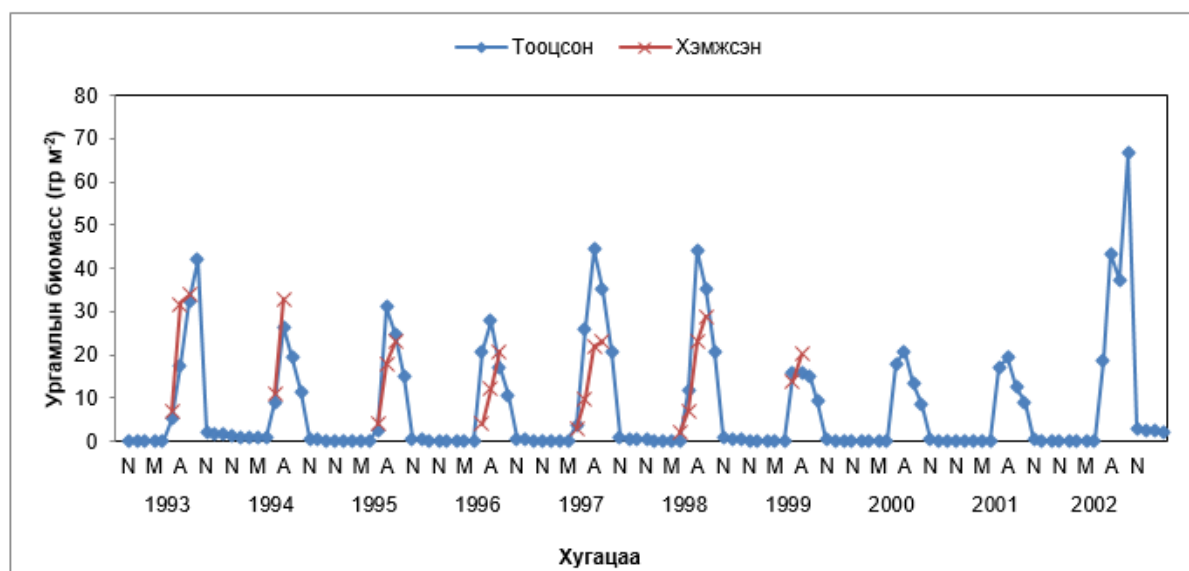 Тооцсон Хэмжсэн
Ургамлын биомасс (гр м⁻²)
80
70
60
50
40
30
20
10
0
N M A N N M A N N M A N N M A N N M A N N M A N N M A N N M A N N M A N N M A N
1993 1994 1995 1996 1997 1998 1999 2000 2001 2002
Хугацаа